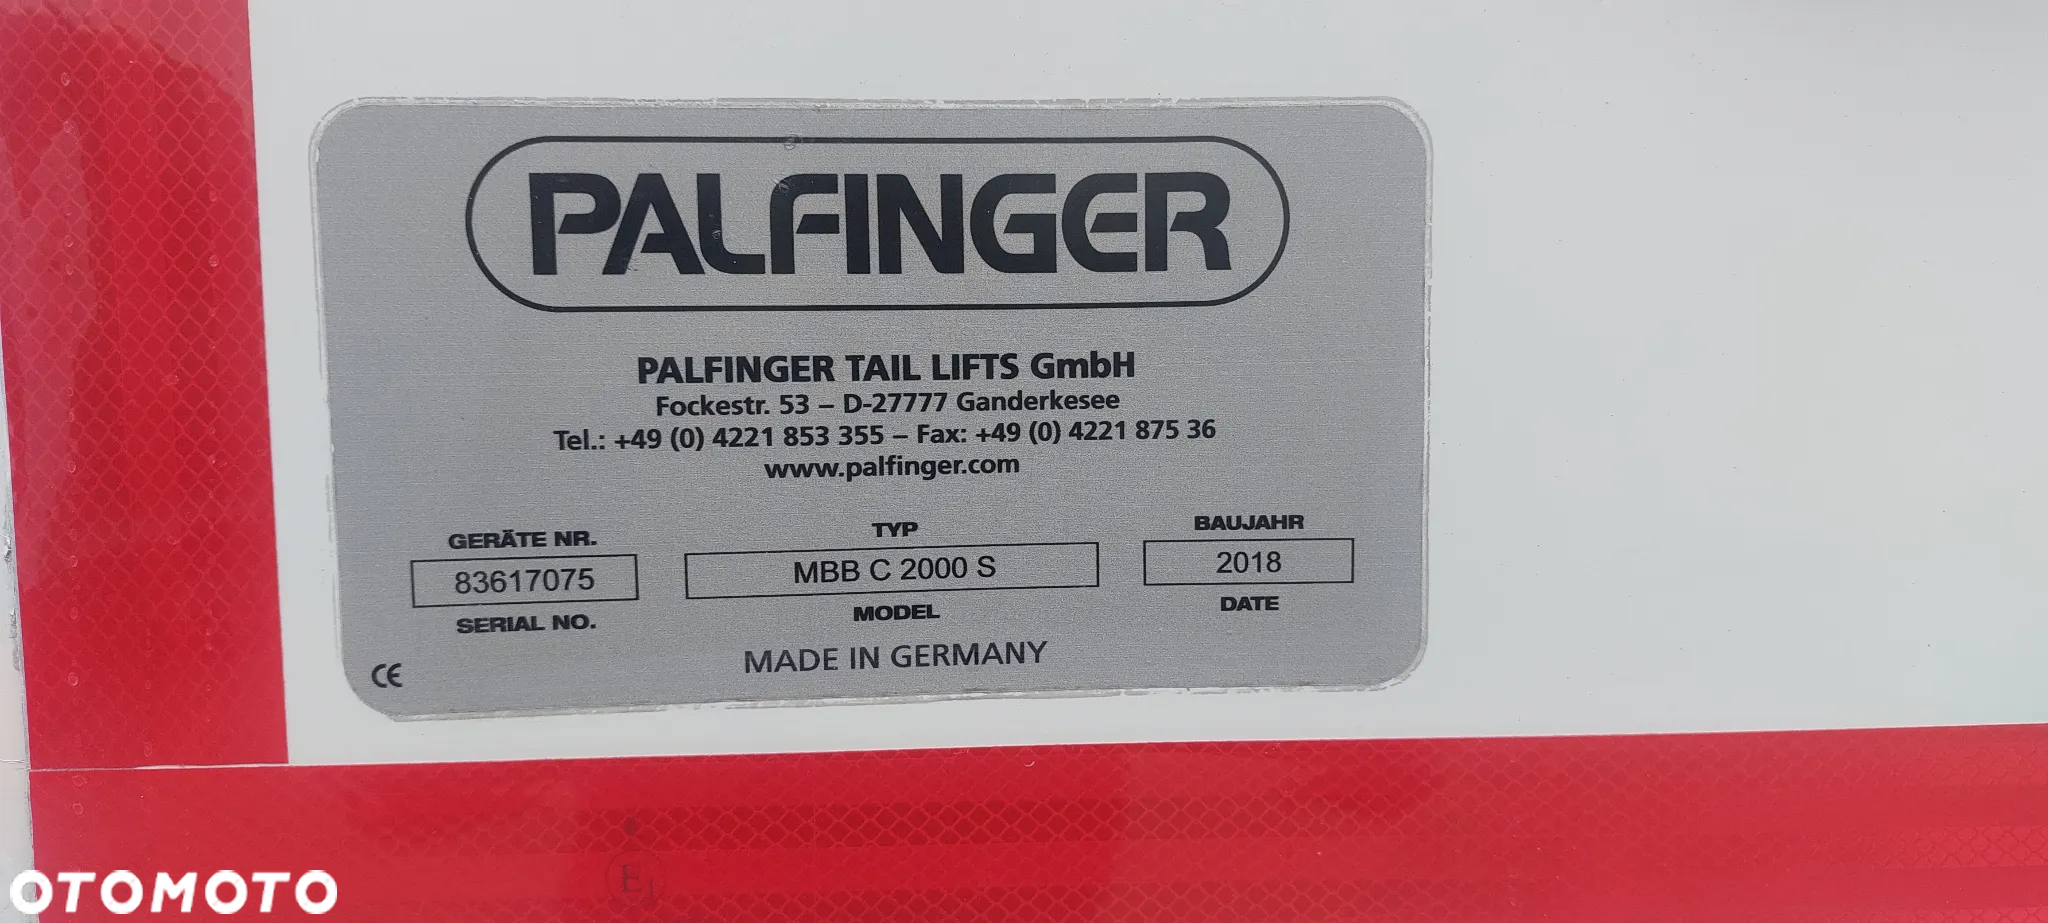 PALFINGER
PALFINGER TAIL LIFTS GmbH
Fockestr. 53 – D-27777 Ganderkesee
Tel.: +49 (0) 4221 853 355 – Fax: +49 (0) 4221 875 36
www.palfinger.com
GERÄTE NR. TYP BAUJAHR
83617075 MBB C 2000 S 2018
SERIAL NO. MODEL DATE
MADE IN GERMANY
CE
E1
OTOMOTO